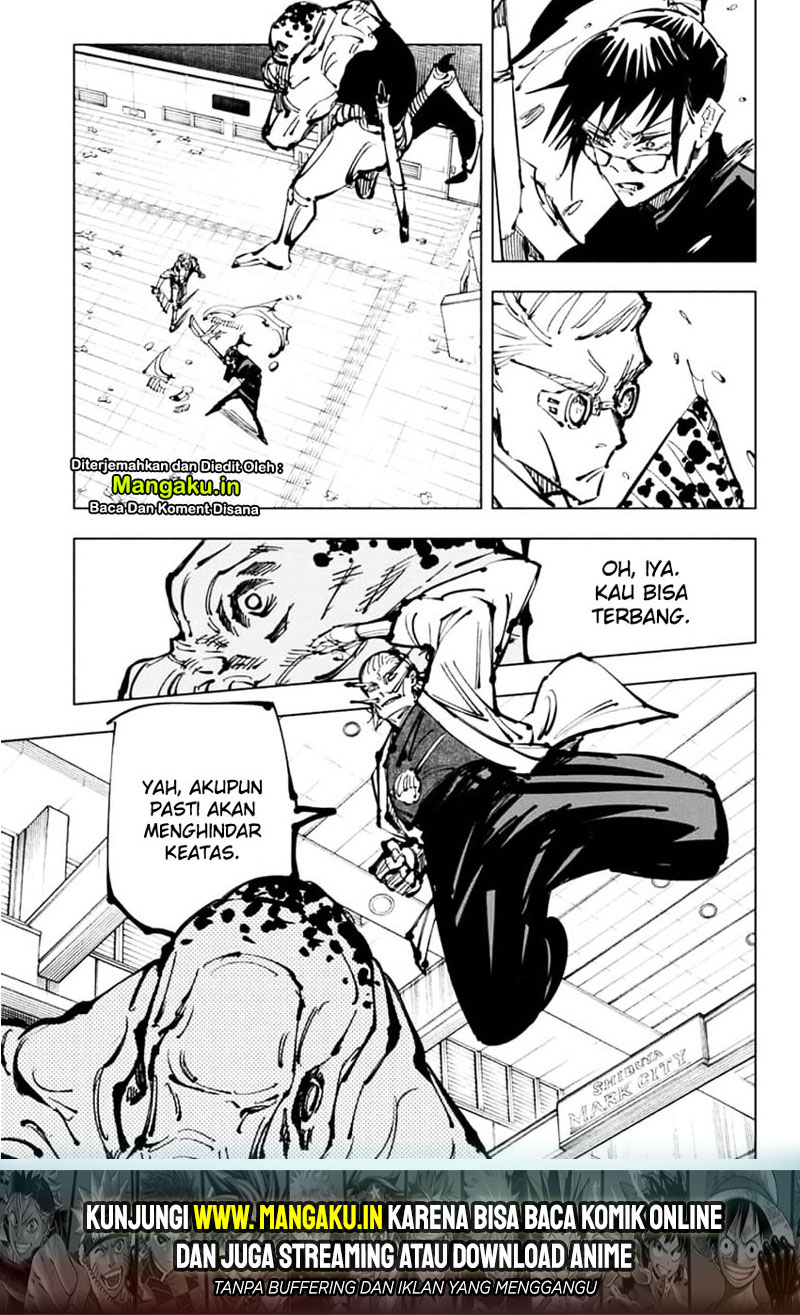 Diterjemahkan dan Diedit Oleh :
Mangaku.in
Baca Dan Koment Disana
OH, IYA.
KAU BISA
TERBANG.
YAH, AKUPUN
PASTI AKAN
MENGHINDAR
KEATAS.
SHIBUYA
MARK CITY
KUNJUNGI WWW. MANGAKU.IN KARENA BISA BACA KOMIK ONLINE
DAN JUGA STREAMING ATAU DOWNLOAD ANIME
TANPA BUFFERING DAN IKLAN YANG MENGGANGU